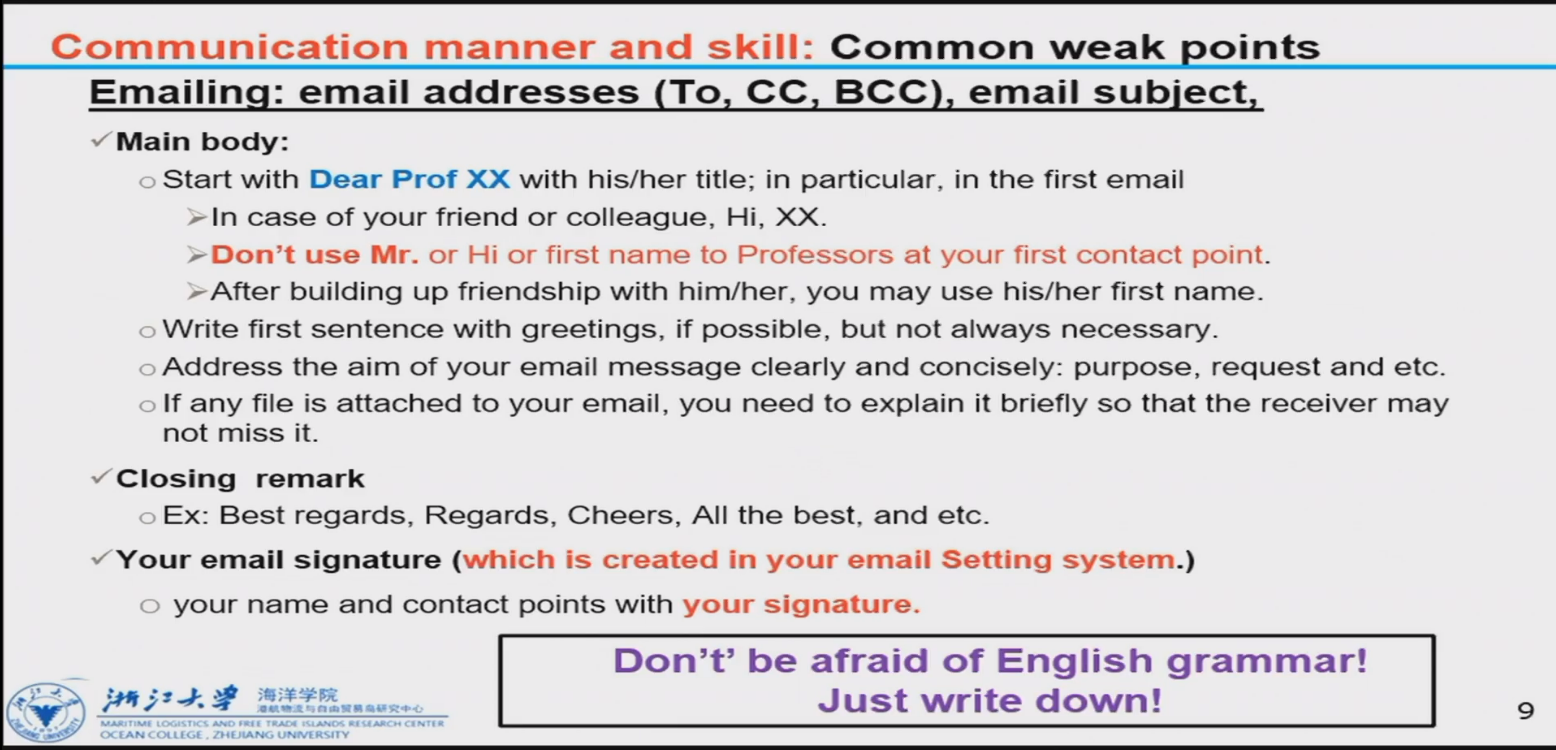 Communication manner and skill: Common weak points
Emailing: email addresses (To, CC, BCC), email subject,
✓Main body:
○Start with Dear Prof XX with his/her title; in particular, in the first email
➢In case of your friend or colleague, Hi, XX.
➢Don't use Mr. or Hi or first name to Professors at your first contact point.
➢After building up friendship with him/her, you may use his/her first name.
○Write first sentence with greetings, if possible, but not always necessary.
○Address the aim of your email message clearly and concisely: purpose, request and etc.
○If any file is attached to your email, you need to explain it briefly so that the receiver may
not miss it.
✓Closing remark
○Ex: Best regards, Regards, Cheers, All the best, and etc.
✓Your email signature (which is created in your email Setting system.)
○ your name and contact points with your signature.
Don't' be afraid of English grammar!
Just write down!
浙江大学 海洋学院
港航物流与自由贸易岛研究中心
MARITIME LOGISTICS AND FREE TRADE ISLANDS RESEARCH CENTER
OCEAN COLLEGE, ZHEJIANG UNIVERSITY
9